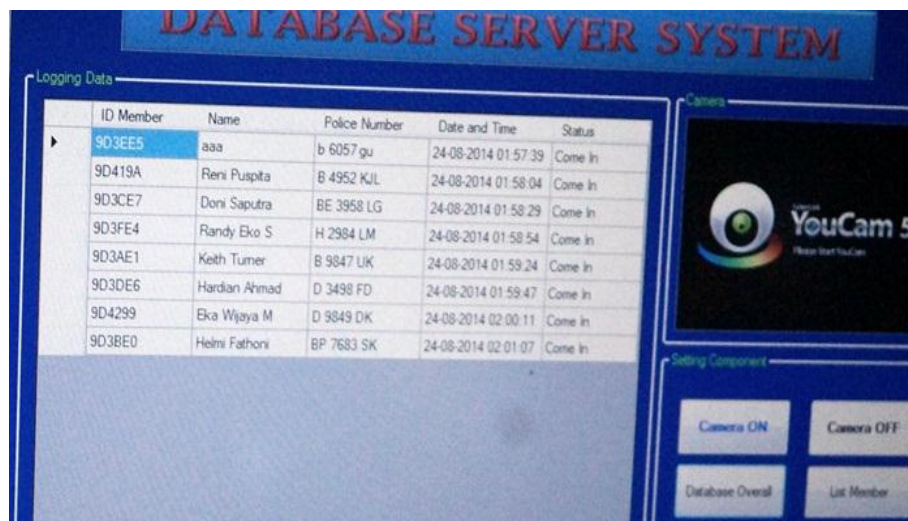 DATABASE SERVER SYSTEM
Logging Data
ID Member Name Police Number Date and Time Status
9D3EE5 aaa b 6057 gu 24-08-2014 01:57:39 Come In
9D419A Reni Puspita B 4952 KJL 24-08-2014 01:58:04 Come In
9D3CE7 Doni Saputra BE 3958 LG 24-08-2014 01:58:29 Come In
9D3FE4 Randy Eko S H 2984 LM 24-08-2014 01:58:54 Come In
9D3AE1 Keith Turner B 9847 UK 24-08-2014 01:59:24 Come In
9D3DE6 Hardian Ahmad D 3498 FD 24-08-2014 01:59:47 Come In
9D4299 Eka Wijaya M D 9849 DK 24-08-2014 02:00:11 Come In
9D3BE0 Helmi Fathoni BP 7683 SK 24-08-2014 02:01:07 Come In
Camera
YouCam 5
Please Start YouCam
Setting Component
Camera ON Camera OFF
Database Overall List Member